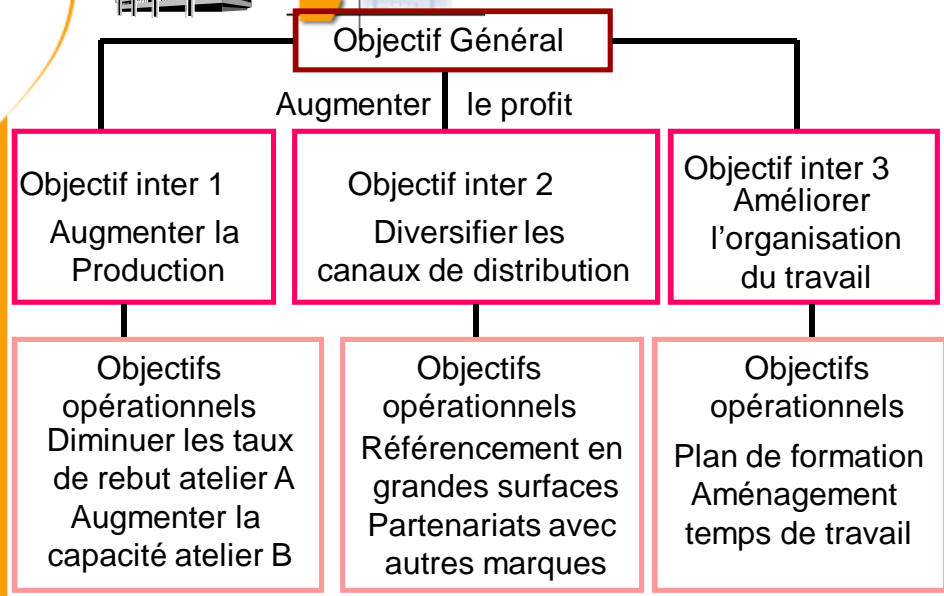 Objectif Général
Augmenter le profit
Objectif inter 1
Augmenter la
Production
Objectif inter 2
Diversifier les
canaux de distribution
Objectif inter 3
Améliorer
l’organisation
du travail
Objectifs
opérationnels
Diminuer les taux
de rebut atelier A
Augmenter la
capacité atelier B
Objectifs
opérationnels
Référencement en
grandes surfaces
Partenariats avec
autres marques
Objectifs
opérationnels
Plan de formation
Aménagement
temps de travail